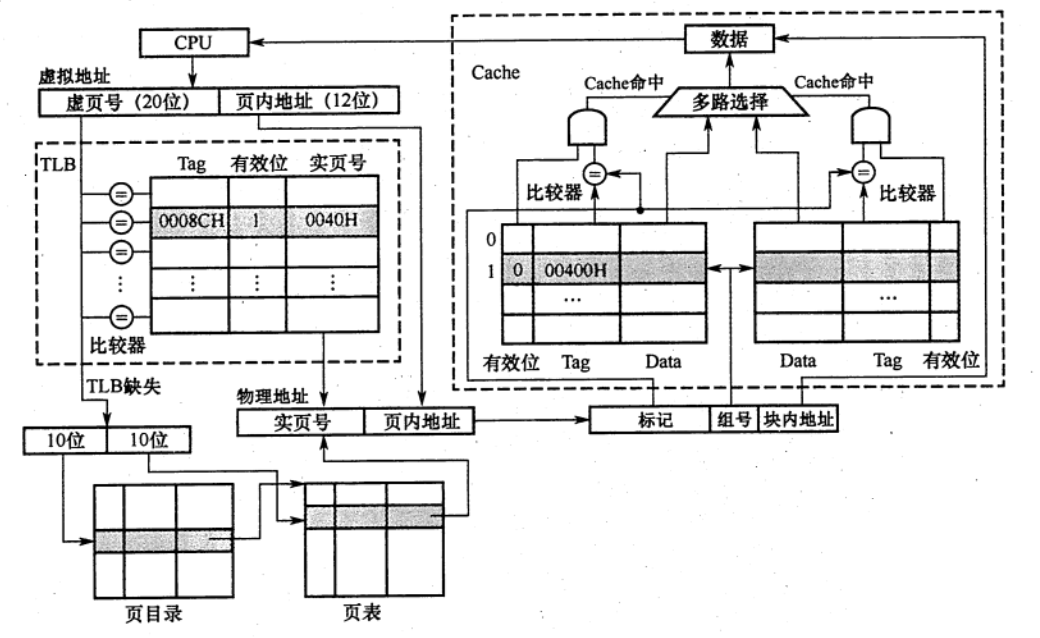 CPU
虚拟地址
虚页号（20位） 页内地址（12位）
TLB
Tag 有效位 实页号
=
= 0008CH 1 0040H
=
⋮ ⋮ ⋮ ⋮
=
比较器
TLB缺失
10位 10位
页目录
页表
物理地址
实页号 页内地址
标记 组号 块内地址
Cache
数据
Cache命中 Cache命中
多路选择
= =
比较器 比较器
0
1 0 00400H
... ...
有效位 Tag Data Data Tag 有效位